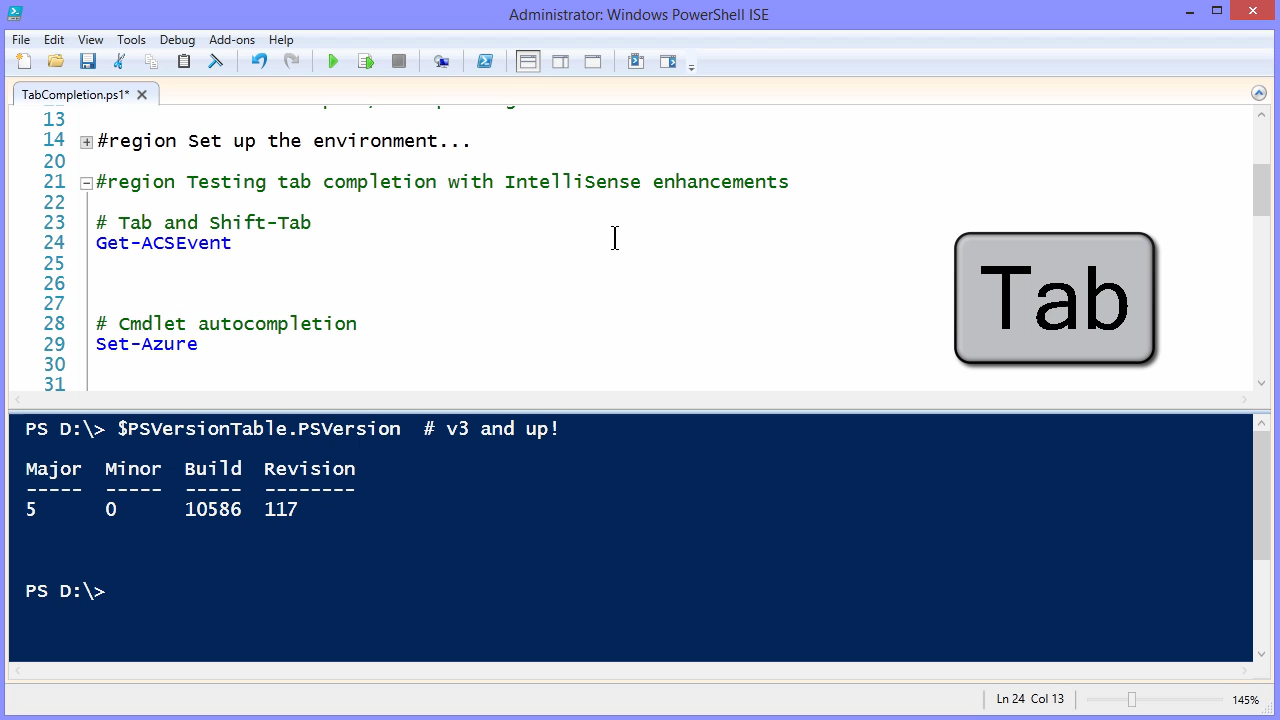 Administrator: Windows PowerShell ISE
File Edit View Tools Debug Add-ons Help
TabCompletion.ps1*
13
14 #region Set up the environment...
20
21 #region Testing tab completion with IntelliSense enhancements
22
23 # Tab and Shift-Tab
24 Get-ACSEvent
25
26
27
28 # Cmdlet autocompletion
29 Set-Azure
30
31
Tab
PS D:\> $PSVersionTable.PSVersion # v3 and up!
Major Minor Build Revision
----- ----- ----- --------
5 0 10586 117
PS D:\>
Ln 24 Col 13 145%